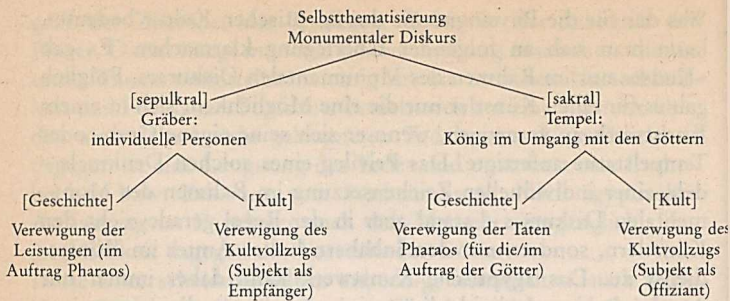 Selbstthematisierung
Monumentaler Diskurs
[sepulkral]
Gräber:
individuelle Personen
[sakral]
Tempel:
König im Umgang mit den Göttern
[Geschichte]
Verewigung der
Leistungen (im
Auftrag Pharaos)
[Kult]
Verewigung des
Kultvollzugs
(Subjekt als
Empfänger)
[Geschichte]
Verewigung der Taten
Pharaos (für die/im
Auftrag der Götter)
[Kult]
Verewigung des
Kultvollzugs
(Subjekt als
Offiziant)